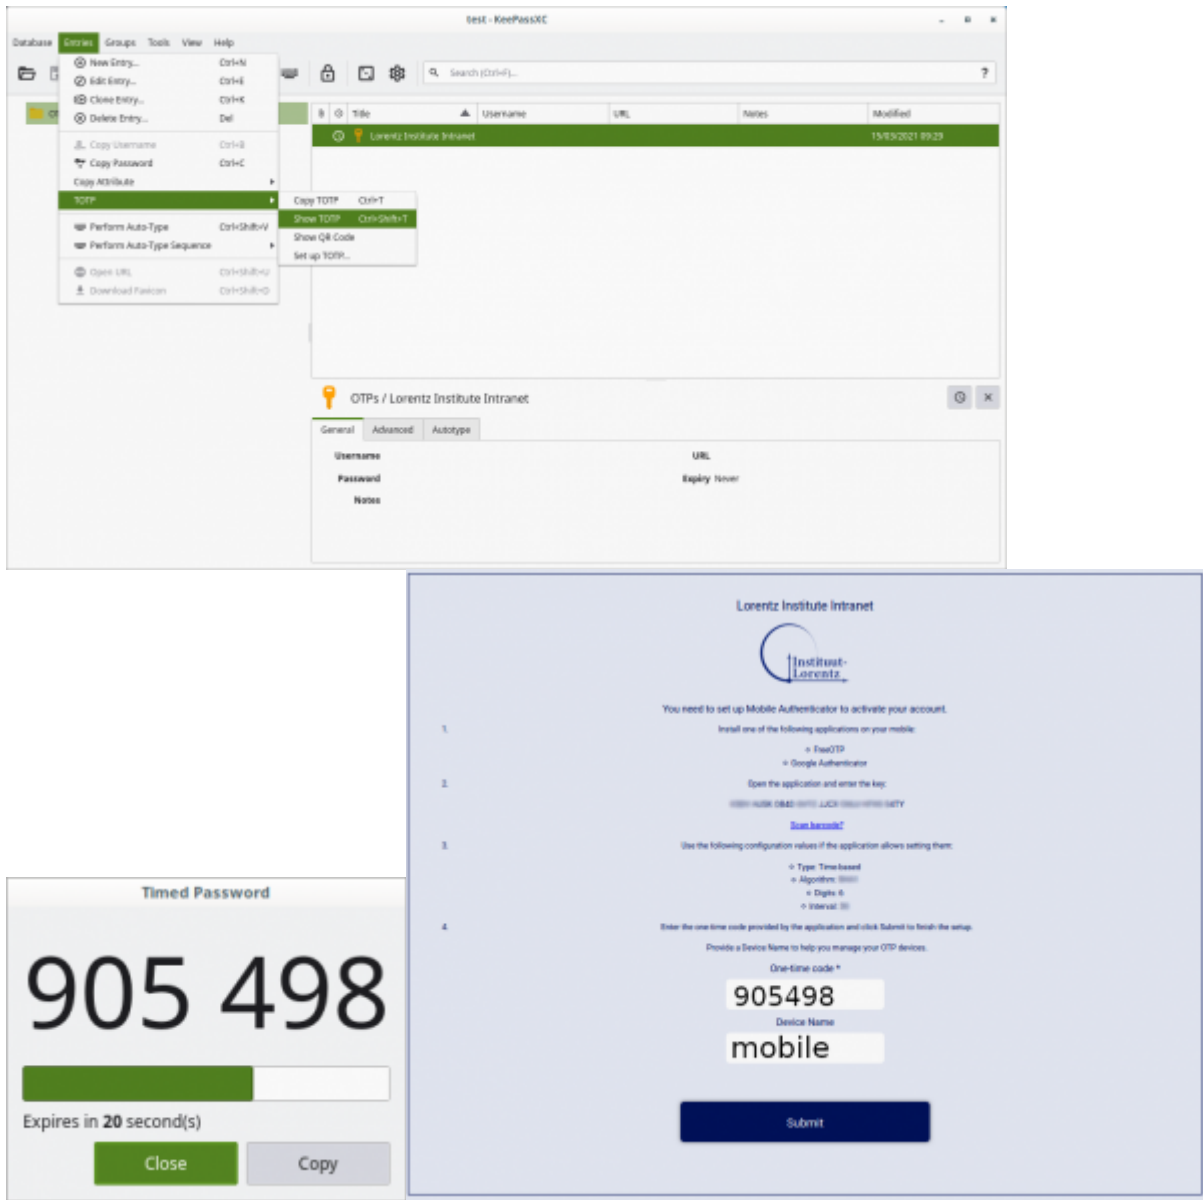 test - KeePassXC
Database Entries Groups Tools View Help
New Entry... Ctrl+N
Edit Entry... Ctrl+E
Clone Entry... Ctrl+K
Delete Entry... Del
Copy Username Ctrl+B
Copy Password Ctrl+C
Copy Attribute
TOTP
Perform Auto-Type Ctrl+Shift+V
Perform Auto-Type Sequence
Open URL Ctrl+Shift+U
Download Favicon Ctrl+Shift+D
Copy TOTP Ctrl+T
Show TOTP Ctrl+Shift+T
Show QR Code
Set up TOTP...
Search (Ctrl+F)... ?
Title Username URL Notes Modified
Lorentz Institute Intranet 15/03/2021 09:29
OTPs / Lorentz Institute Intranet
General Advanced Autotype
Username URL
Password Expiry Never
Notes
Timed Password
905 498
Expires in 20 second(s)
Close Copy
Lorentz Institute Intranet
Instituut-
Lorentz
You need to set up Mobile Authenticator to activate your account.
1. Install one of the following applications on your mobile:
FreeOTP
Google Authenticator
2. Open the application and enter the key:
Scan barcode?
3. Use the following configuration values if the application allows setting them:
Type: Time-based
Algorithm:
Digits: 6
Interval:
4. Enter the one-time code provided by the application and click Submit to finish the setup.
Provide a Device Name to help you manage your OTP devices.
One-time code *
905498
Device Name
mobile
Submit